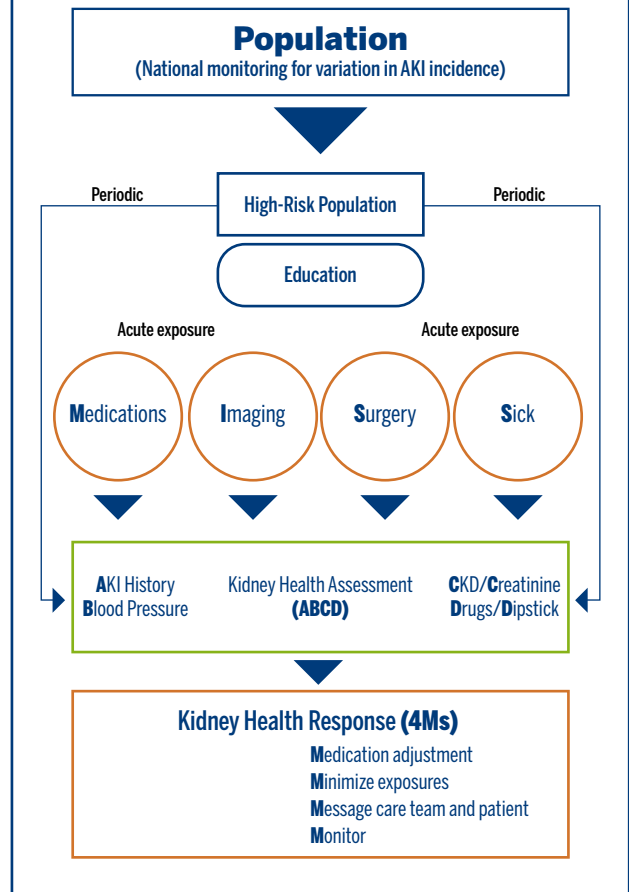 Population
(National monitoring for variation in AKI incidence)
Periodic
High-Risk Population
Periodic
Education
Acute exposure
Acute exposure
Medications
Imaging
Surgery
Sick
AKI History
Blood Pressure
Kidney Health Assessment
(ABCD)
CKD/Creatinine
Drugs/Dipstick
Kidney Health Response (4Ms)
Medication adjustment
Minimize exposures
Message care team and patient
Monitor